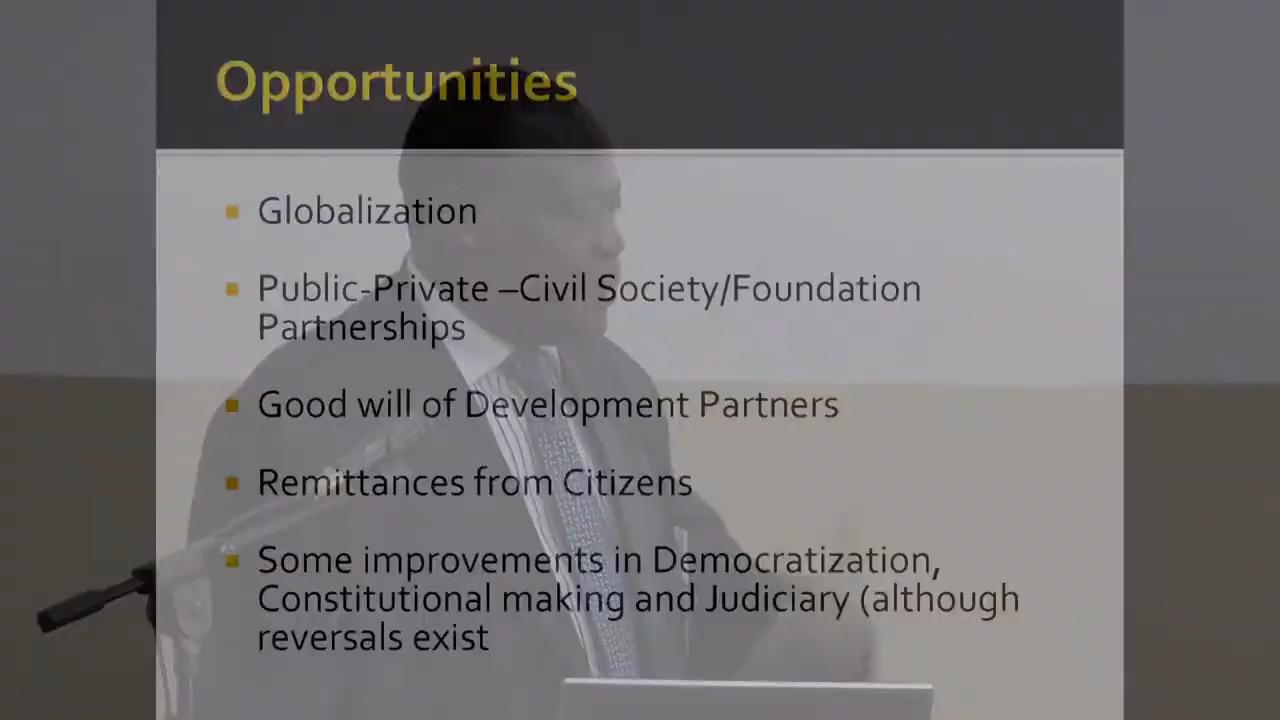 Opportunities
Globalization
Public-Private –Civil Society/Foundation
Partnerships
Good will of Development Partners
Remittances from Citizens
Some improvements in Democratization,
Constitutional making and Judiciary (although
reversals exist